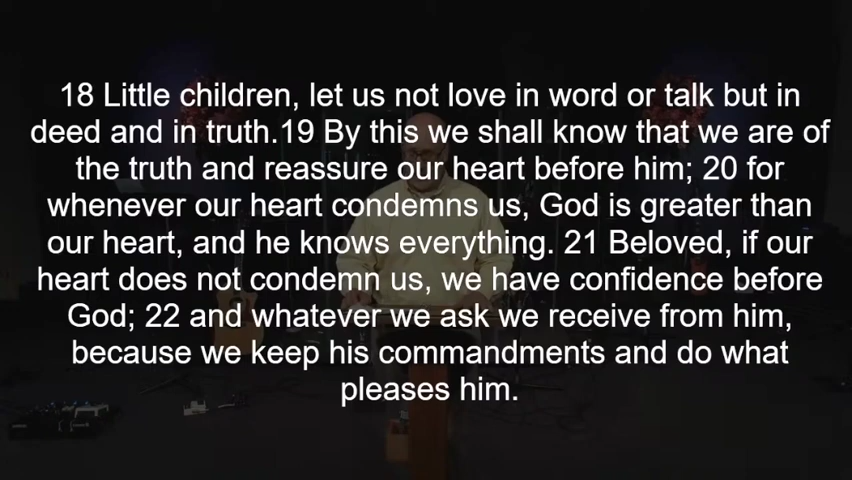 18 Little children, let us not love in word or talk but in
deed and in truth.19 By this we shall know that we are of
the truth and reassure our heart before him; 20 for
whenever our heart condemns us, God is greater than
our heart, and he knows everything. 21 Beloved, if our
heart does not condemn us, we have confidence before
God; 22 and whatever we ask we receive from him,
because we keep his commandments and do what
pleases him.